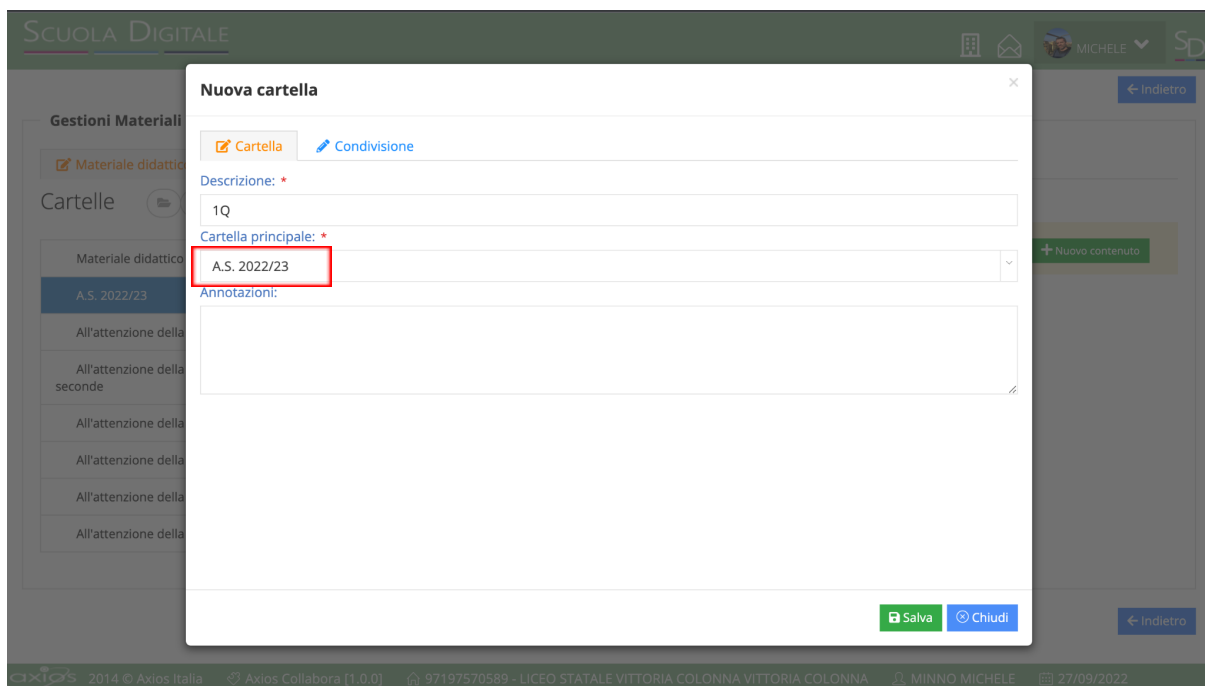 SCUOLA DIGITALE
MICHELE
SD
Nuova cartella
×
← Indietro
Gestioni Materiali
Cartella
Condivisione
Materiale didattico
Descrizione: *
Cartelle
1Q
Cartella principale: *
Materiale didattico
A.S. 2022/23
+ Nuovo contenuto
A.S. 2022/23
Annotazioni:
All'attenzione della
All'attenzione della
seconde
All'attenzione della
All'attenzione della
All'attenzione della
All'attenzione della
Salva
Chiudi
← Indietro
axios 2014 © Axios Italia Axios Collabora [1.0.0] 97197570589 - LICEO STATALE VITTORIA COLONNA VITTORIA COLONNA MINNO MICHELE 27/09/2022